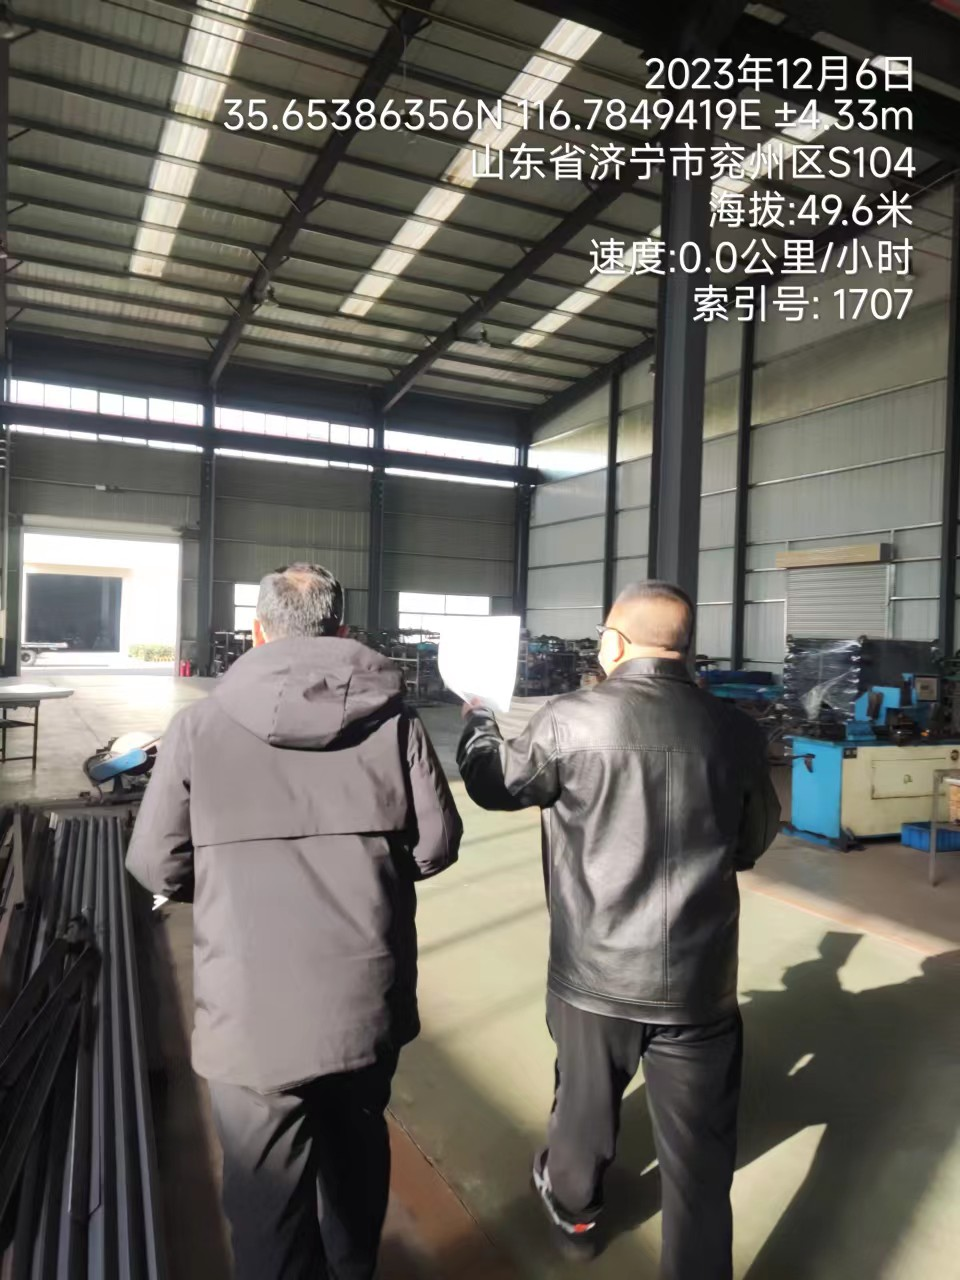 2023年12月6日
35.65386356N 116.7849419E ±4.33m
山东省济宁市兖州区S104
海拔:49.6米
速度:0.0公里/小时
索引号: 1707